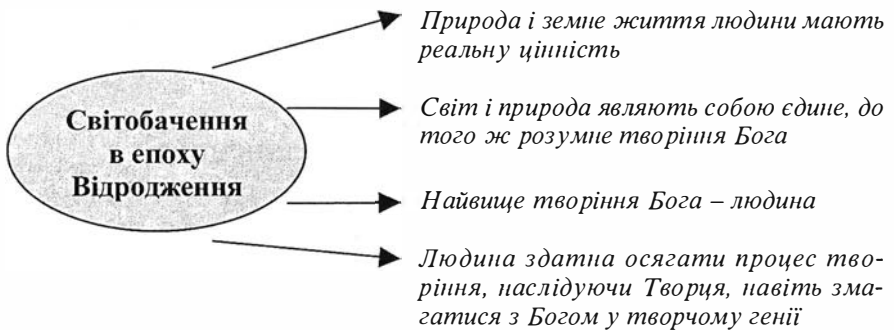 Світобачення
в епоху
Відродження
Природа і земне життя людини мають
реальну цінність
Світ і природа являють собою єдине, до
того ж розумне творіння Бога
Найвище творіння Бога – людина
Людина здатна осягати процес тво-
ріння, наслідуючи Творця, навіть зма-
гатися з Богом у творчому генії